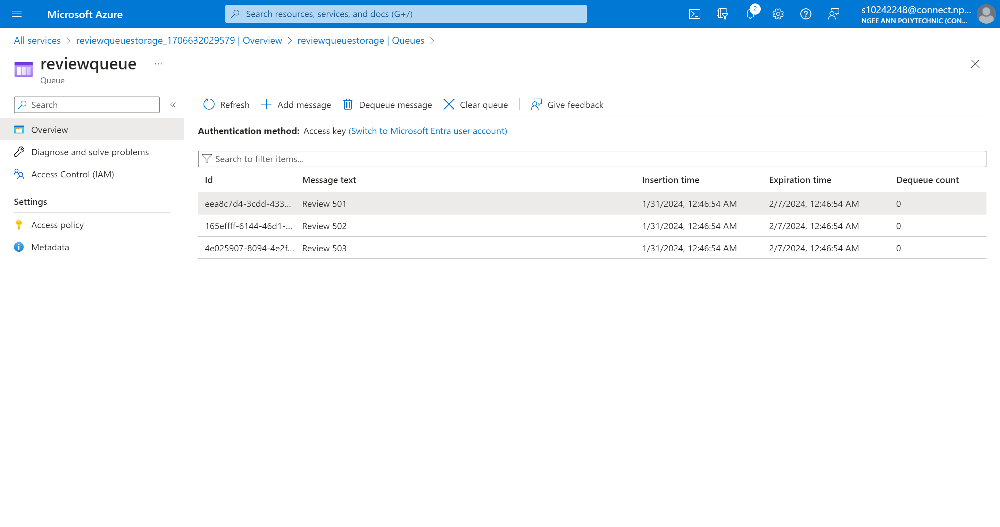 Microsoft Azure
Search resources, services, and docs (G+/)
2
s10242248@connect.np...
NGEE ANN POLYTECHNIC (CON...
All services > reviewqueuestorage_1706632029579 | Overview > reviewqueuestorage | Queues >
reviewqueue ...
Queue
Search
«
Refresh
Add message
Dequeue message
Clear queue
Give feedback
Overview
Diagnose and solve problems
Access Control (IAM)
Settings
Access policy
Metadata
Authentication method: Access key (Switch to Microsoft Entra user account)
Search to filter items...
Id Message text Insertion time Expiration time Dequeue count
eea8c7d4-3cdd-433... Review 501 1/31/2024, 12:46:54 AM 2/7/2024, 12:46:54 AM 0
165effff-6144-46d1-... Review 502 1/31/2024, 12:46:54 AM 2/7/2024, 12:46:54 AM 0
4e025907-8094-4e2f... Review 503 1/31/2024, 12:46:54 AM 2/7/2024, 12:46:54 AM 0